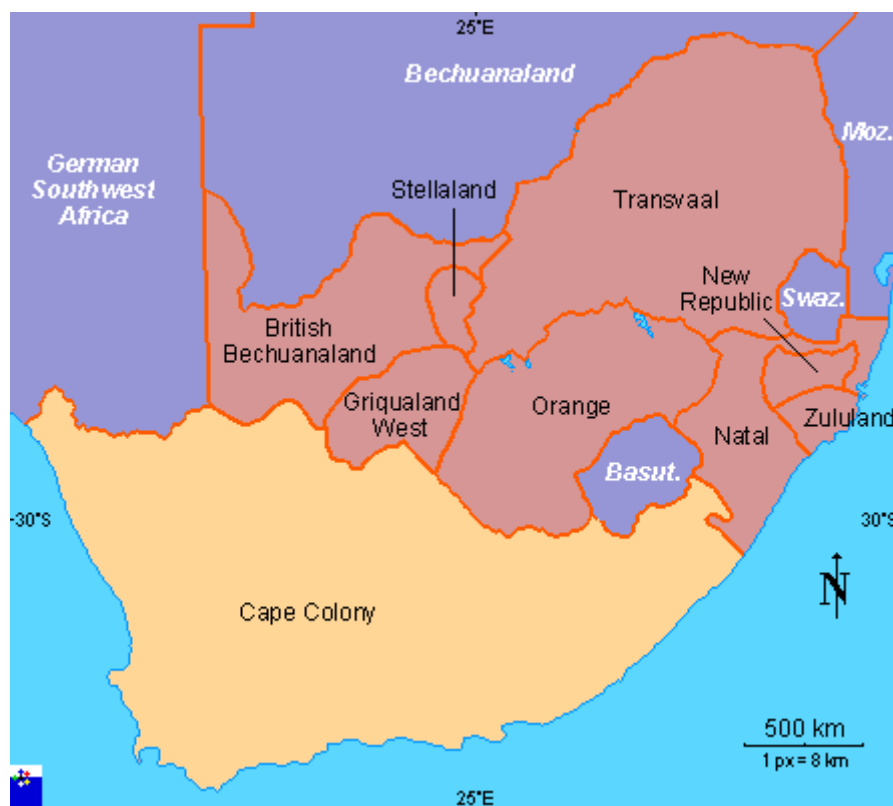 25°E
Bechuanaland
Moz.
German
Southwest
Africa
Stellaland
Transvaal
New
Republic
Swaz.
British
Bechuanaland
Griqualand
West
Orange
Natal
Zululand
Basut.
30°S
30°S
N
Cape Colony
500 km
1 px = 8 km
25°E